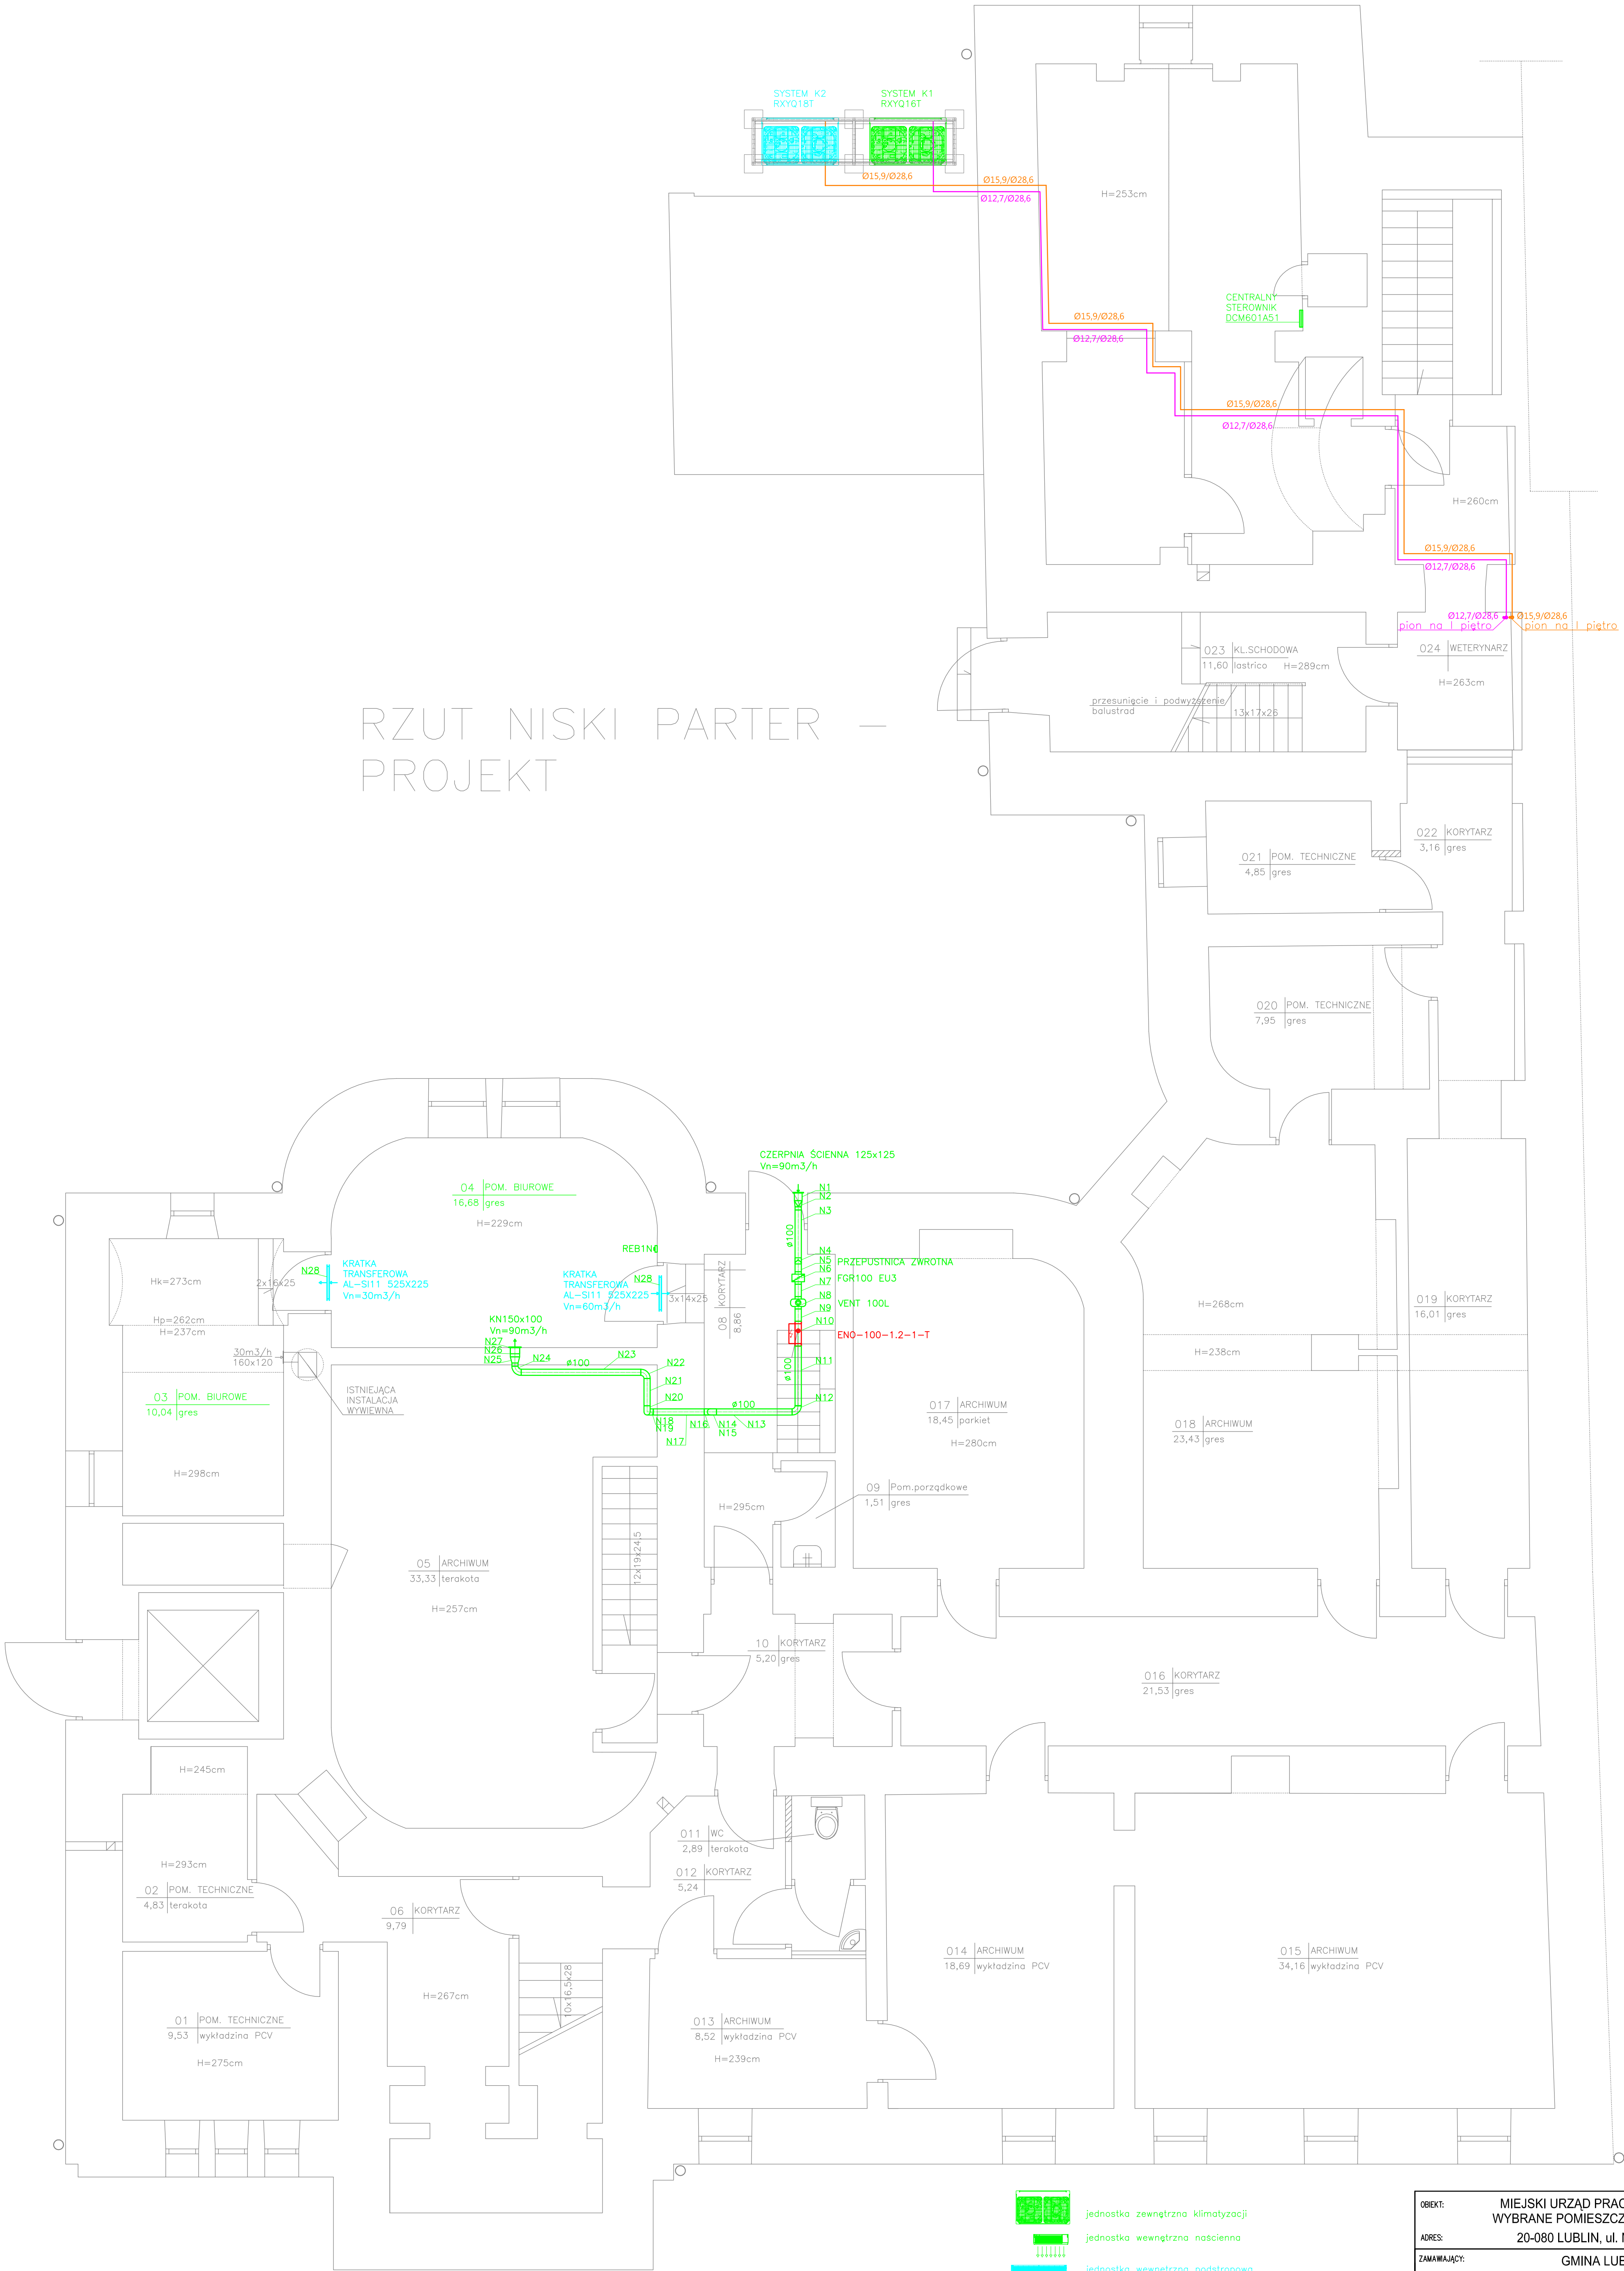 SYSTEM K2
RXYQ18T
SYSTEM K1
RXYQ16T
Ø15,9/Ø28,6
Ø15,9/Ø28,6
Ø12,7/Ø28,6
H=253cm
CENTRALNY
STEROWNIK
DCM601A51
Ø15,9/Ø28,6
Ø12,7/Ø28,6
Ø15,9/Ø28,6
Ø12,7/Ø28,6
H=260cm
Ø15,9/Ø28,6
Ø12,7/Ø28,6
Ø12,7/Ø28,6
Ø15,9/Ø28,6
pion na I piętro
pion na I piętro
023 KL.SCHODOWA
11,60 lastrico H=289cm
024 WETERYNARZ
H=263cm
przesunięcie i podwyższenie
balustrad
13x17x25
RZUT NISKI PARTER –
PROJEKT
022 KORYTARZ
3,16 gres
021 POM. TECHNICZNE
4,85 gres
020 POM. TECHNICZNE
7,95 gres
CZERPNIA ŚCIENNA 125x125
Vn=90m3/h
N1
N2
N3
ø100
N4
N5
N6
PRZEPUSTNICA ZWROTNA
FGR100 EU3
N7
N8
VENT 100L
N9
N10
ENO-100-1.2-1-T
N11
ø100
N12
04 POM. BIUROWE
16,68 gres
H=229cm
REB1N
KRATKA
TRANSFEROWA
AL-SI11 525X225
Vn=30m3/h
N28
KRATKA
TRANSFEROWA
AL-SI11 525X225
Vn=60m3/h
N28
2x16x25
3x14x25
08 KORYTARZ
8,86
Hk=273cm
Hp=262cm
H=237cm
30m3/h
160x120
ISTNIEJĄCA
INSTALACJA
WYWIEWNA
03 POM. BIUROWE
10,04 gres
H=298cm
KN150x100
Vn=90m3/h
N27
N26
N25
N24
ø100
N23
N22
N21
N20
N18
N19
N17
N16
ø100
N14
N15
N13
H=268cm
H=238cm
019 KORYTARZ
16,01 gres
017 ARCHIWUM
18,45 parkiet
H=280cm
018 ARCHIWUM
23,43 gres
09 Pom.porządkowe
1,51 gres
H=295cm
12x19x24,5
05 ARCHIWUM
33,33 terakota
H=257cm
10 KORYTARZ
5,20 gres
016 KORYTARZ
21,53 gres
H=245cm
H=293cm
02 POM. TECHNICZNE
4,83 terakota
011 WC
2,89 terakota
012 KORYTARZ
5,24
06 KORYTARZ
9,79
H=267cm
10x16,5x28
014 ARCHIWUM
18,69 wykładzina PCV
015 ARCHIWUM
34,16 wykładzina PCV
01 POM. TECHNICZNE
9,53 wykładzina PCV
H=275cm
013 ARCHIWUM
8,52 wykładzina PCV
H=239cm
jednostka zewnętrzna klimatyzacji
jednostka wewnętrzna naścienna
OBIEKT: MIEJSKI URZĄD
WYBRANE
ADRES: 20-080 LUBLIN, ul.
ZAMAWIAJĄCY: GMINA